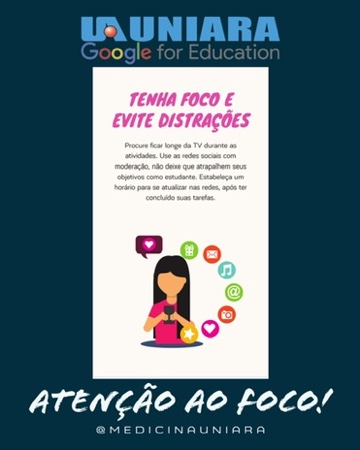 UNIARA
Google for Education
TENHA FOCO E
EVITE DISTRAÇÕES
Procure ficar longe da TV durante as
atividades. Use as redes sociais com
moderação, não deixe que atrapalhem seus
objetivos como estudante. Estabeleça um
horário para se atualizar nas redes, após ter
concluído suas tarefas.
@
ATENÇÃO AO FOCO!
@MEDICINAUNIARA